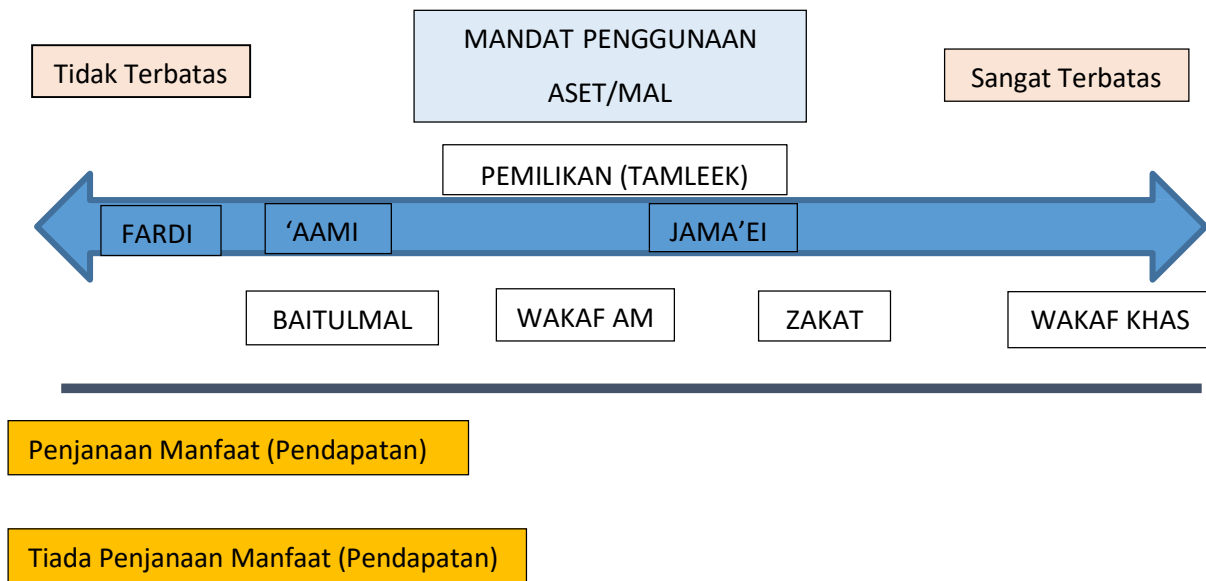 MANDAT PENGGUNAAN
ASET/MAL
Tidak Terbatas
Sangat Terbatas
PEMILIKAN (TAMLEEK)
FARDI
‘AAMI
JAMA’EI
BAITULMAL
WAKAF AM
ZAKAT
WAKAF KHAS
Penjanaan Manfaat (Pendapatan)
Tiada Penjanaan Manfaat (Pendapatan)